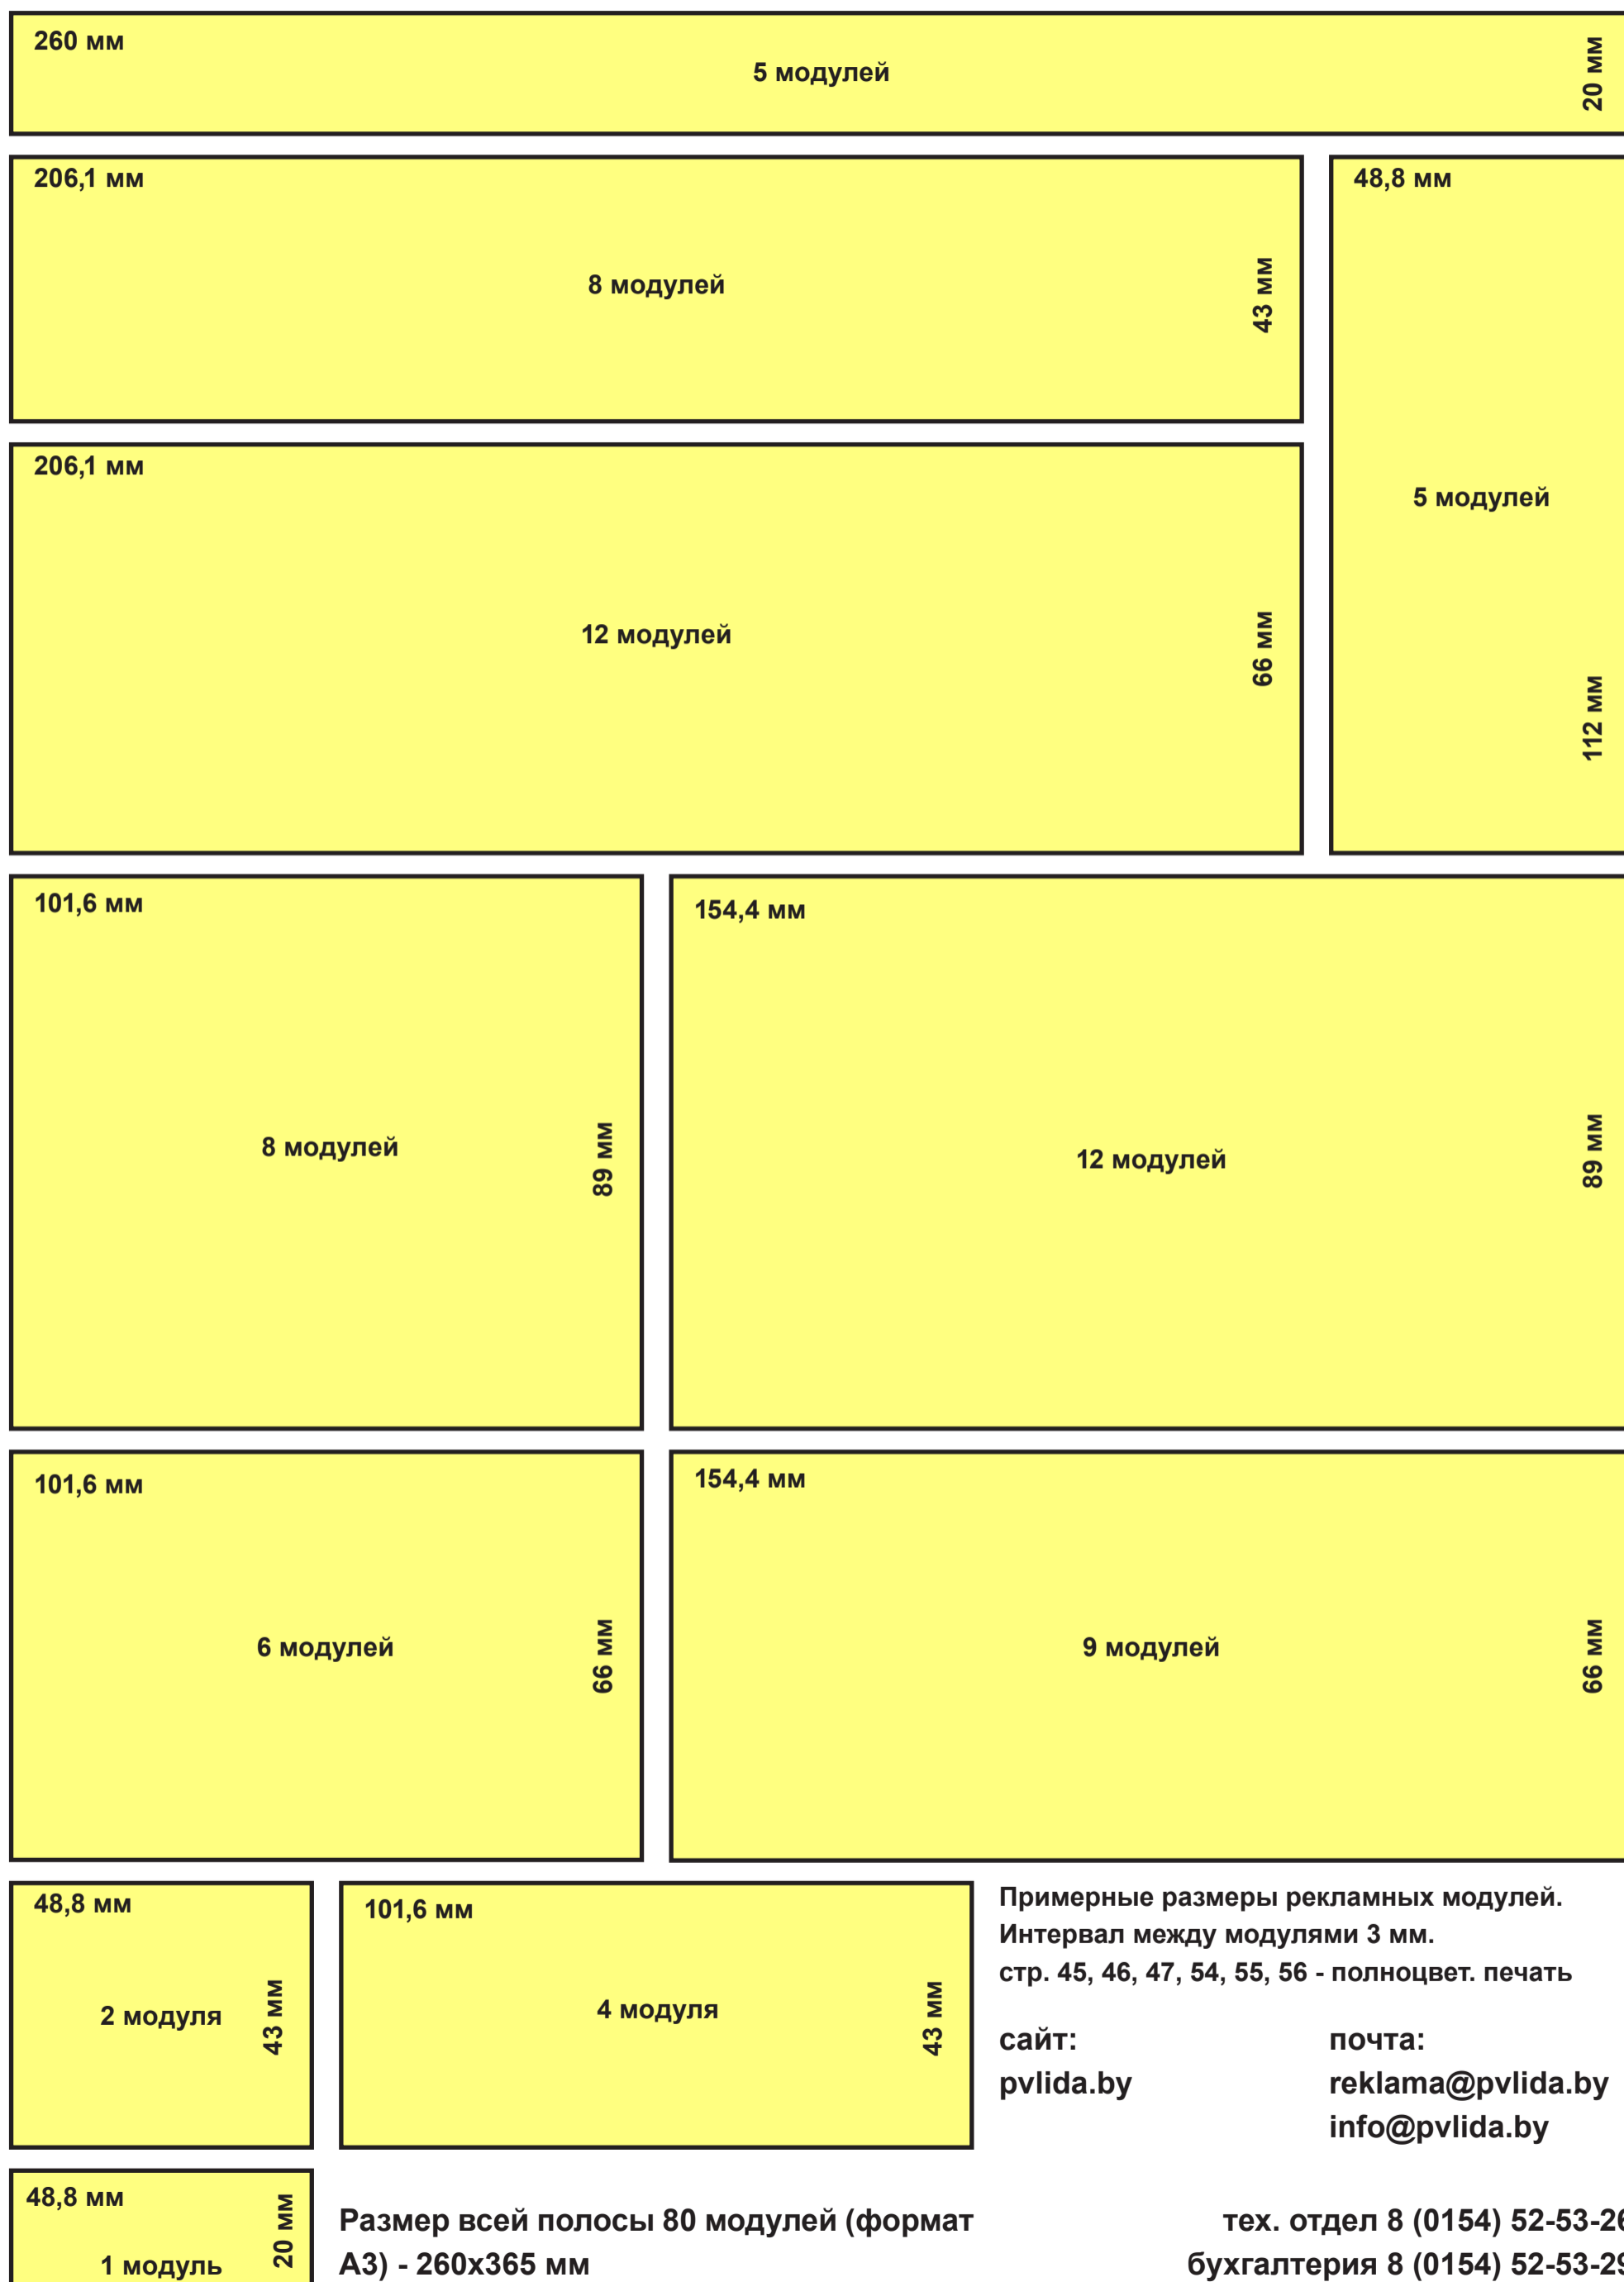 260 мм
5 модулей
20 мм
206,1 мм
8 модулей
43 мм
48,8 мм
5 модулей
112 мм
206,1 мм
12 модулей
66 мм
101,6 мм
8 модулей
89 мм
154,4 мм
12 модулей
89 мм
101,6 мм
6 модулей
66 мм
154,4 мм
9 модулей
66 мм
48,8 мм
2 модуля
43 мм
101,6 мм
4 модуля
43 мм
Примерные размеры рекламных модулей.
Интервал между модулями 3 мм.
стр. 45, 46, 47, 54, 55, 56 - полноцвет. печать
сайт:
pvlida.by
почта:
reklama@pvlida.by
info@pvlida.by
48,8 мм
1 модуль
20 мм
Размер всей полосы 80 модулей (формат
А3) - 260х365 мм
тех. отдел 8 (0154) 52-53-26
бухгалтерия 8 (0154) 52-53-29